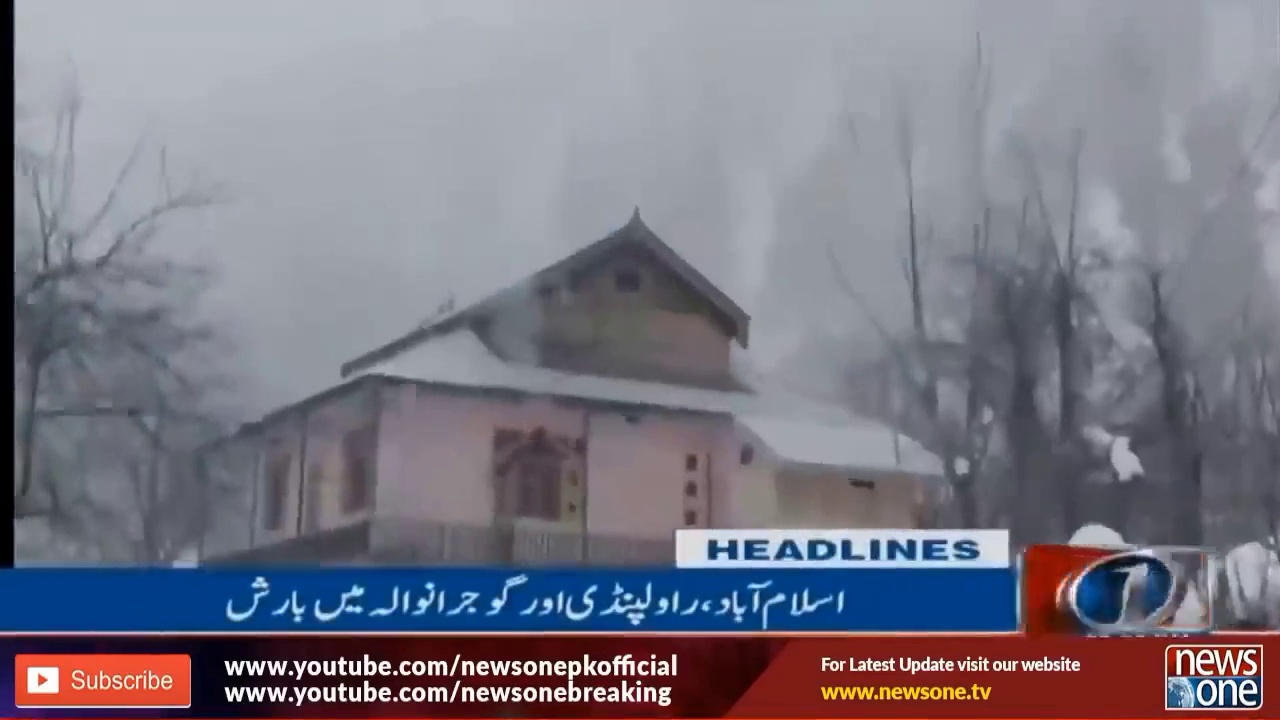 HEADLINES
اسلام آباد، راولپنڈی اور گوجرانوالہ میں بارش
Subscribe
www.youtube.com/newsonepkofficial
www.youtube.com/newsonebreaking
For Latest Update visit our website
www.newsone.tv
news
one